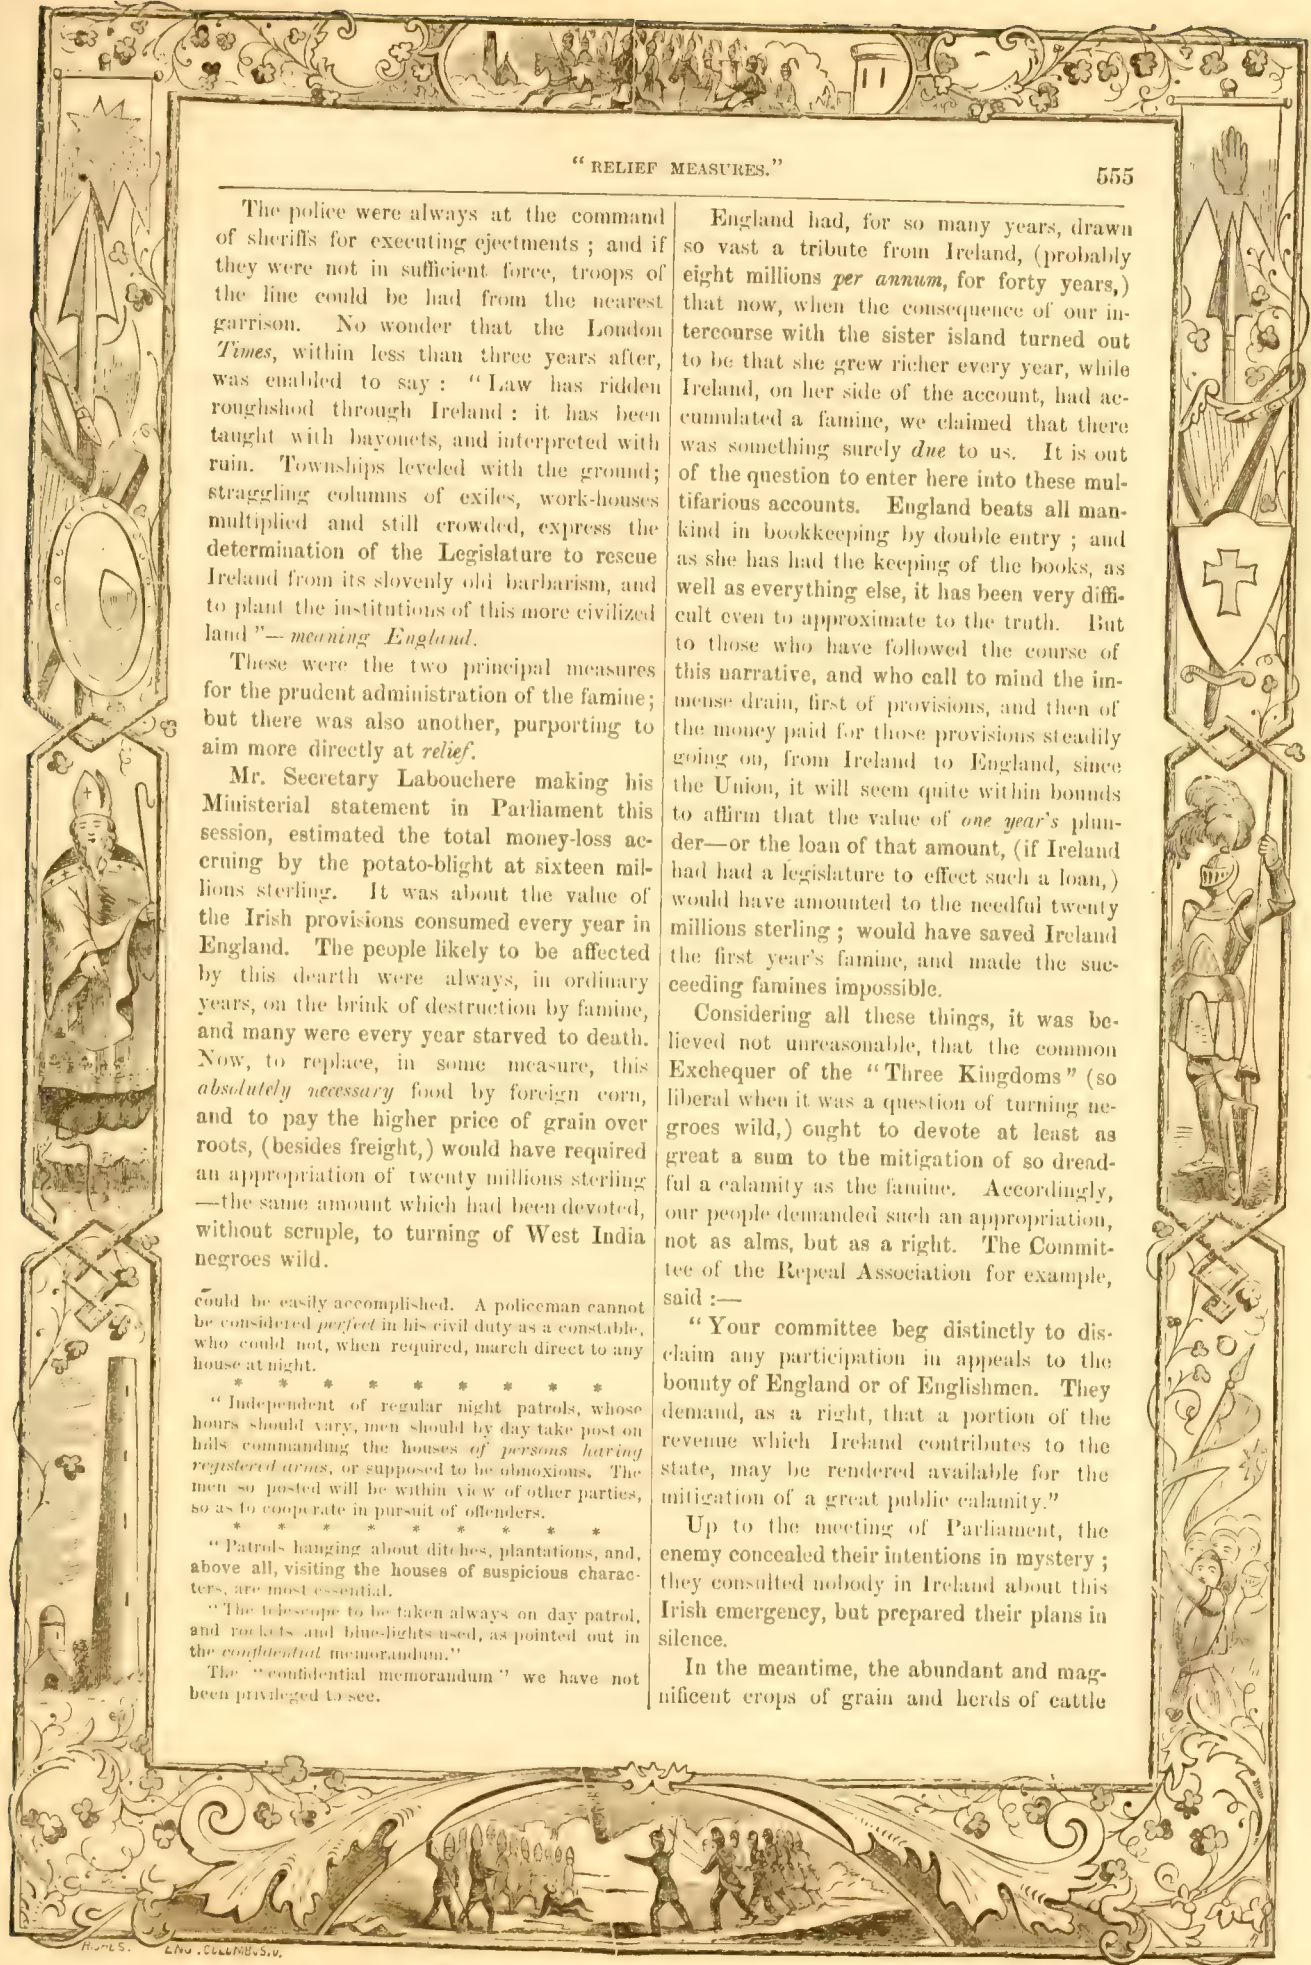 “RELIEF MEASURES.”
555
The police were always at the command
of sheriffs for executing ejectments ; and if
they were not in sufficient force, troops of
the line could be had from the nearest
garrison. No wonder that the London
Times, within less than three years after,
was enabled to say : “Law has ridden
roughshod through Ireland : it has been
taught with bayonets, and interpreted with
ruin. Townships leveled with the ground;
straggling columns of exiles, work-houses
multiplied and still crowded, express the
determination of the Legislature to rescue
Ireland from its slovenly old barbarism, and
to plant the institutions of this more civilized
land”—meaning England.
These were the two principal measures
for the prudent administration of the famine;
but there was also another, purporting to
aim more directly at relief.
Mr. Secretary Labouchere making his
Ministerial statement in Parliament this
session, estimated the total money-loss ac-
cruing by the potato-blight at sixteen mil-
lions sterling. It was about the value of
the Irish provisions consumed every year in
England. The people likely to be affected
by this dearth were always, in ordinary
years, on the brink of destruction by famine,
and many were every year starved to death.
Now, to replace, in some measure, this
absolutely necessary food by foreign corn,
and to pay the higher price of grain over
roots, (besides freight,) would have required
an appropriation of twenty millions sterling
—the same amount which had been devoted,
without scruple, to turning of West India
negroes wild.
could be easily accomplished. A policeman cannot
be considered perfect in his civil duty as a constable,
who could not, when required, march direct to any
house at night.
* * * * * * * * *
“Independent of regular night patrols, whose
hours should vary, men should by day take post on
hills commanding the houses of persons having
registered arms, or supposed to be obnoxious. The
men so posted will be within view of other parties,
so as to cooperate in pursuit of offenders.
* * * * * * * * *
“Patrols hanging about ditches, plantations, and,
above all, visiting the houses of suspicious charac-
ters, are most essential.
“The telescope to be taken always on day patrol,
and rockets and blue-lights used, as pointed out in
the confidential memorandum.”
The “confidential memorandum” we have not
been privileged to see.
England had, for so many years, drawn
so vast a tribute from Ireland, (probably
eight millions per annum, for forty years,)
that now, when the consequence of our in-
tercourse with the sister island turned out
to be that she grew richer every year, while
Ireland, on her side of the account, had ac-
cumulated a famine, we claimed that there
was something surely due to us. It is out
of the question to enter here into these mul-
tifarious accounts. England beats all man-
kind in bookkeeping by double entry ; and
as she has had the keeping of the books, as
well as everything else, it has been very diffi-
cult even to approximate to the truth. But
to those who have followed the course of
this narrative, and who call to mind the im-
mense drain, first of provisions, and then of
the money paid for those provisions steadily
going on, from Ireland to England, since
the Union, it will seem quite within bounds
to affirm that the value of one year's plun-
der—or the loan of that amount, (if Ireland
had had a legislature to effect such a loan,)
would have amounted to the needful twenty
millions sterling ; would have saved Ireland
the first year's famine, and made the suc-
ceeding famines impossible.
Considering all these things, it was be-
lieved not unreasonable, that the common
Exchequer of the “Three Kingdoms” (so
liberal when it was a question of turning ne-
groes wild,) ought to devote at least as
great a sum to the mitigation of so dread-
ful a calamity as the famine. Accordingly,
our people demanded such an appropriation,
not as alms, but as a right. The Commit-
tee of the Repeal Association for example,
said :—
“Your committee beg distinctly to dis-
claim any participation in appeals to the
bounty of England or of Englishmen. They
demand, as a right, that a portion of the
revenue which Ireland contributes to the
state, may be rendered available for the
mitigation of a great public calamity.”
Up to the meeting of Parliament, the
enemy concealed their intentions in mystery ;
they consulted nobody in Ireland about this
Irish emergency, but prepared their plans in
silence.
In the meantime, the abundant and mag-
nificent crops of grain and herds of cattle
ENG. COLUMBUS. O.